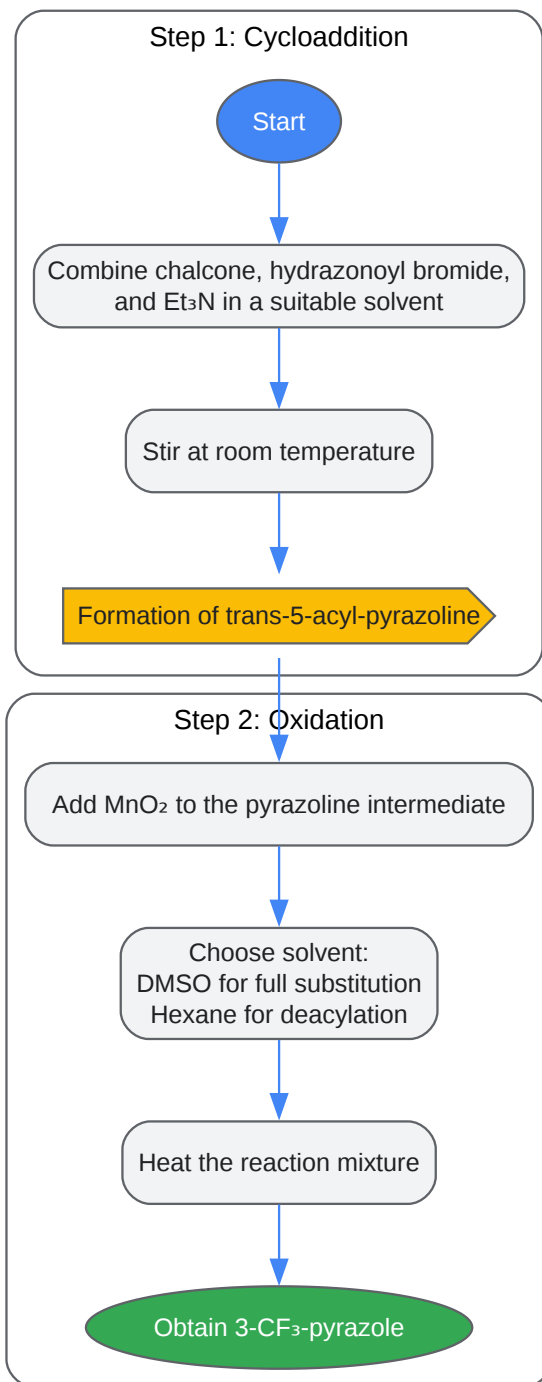 Step 1: Cycloaddition
Start
Combine chalcone, hydrazonoyl bromide,
and Et₃N in a suitable solvent
Stir at room temperature
Formation of trans-5-acyl-pyrazoline
Step 2: Oxidation
Add MnO₂ to the pyrazoline intermediate
Choose solvent:
DMSO for full substitution
Hexane for deacylation
Heat the reaction mixture
Obtain 3-CF₃-pyrazole